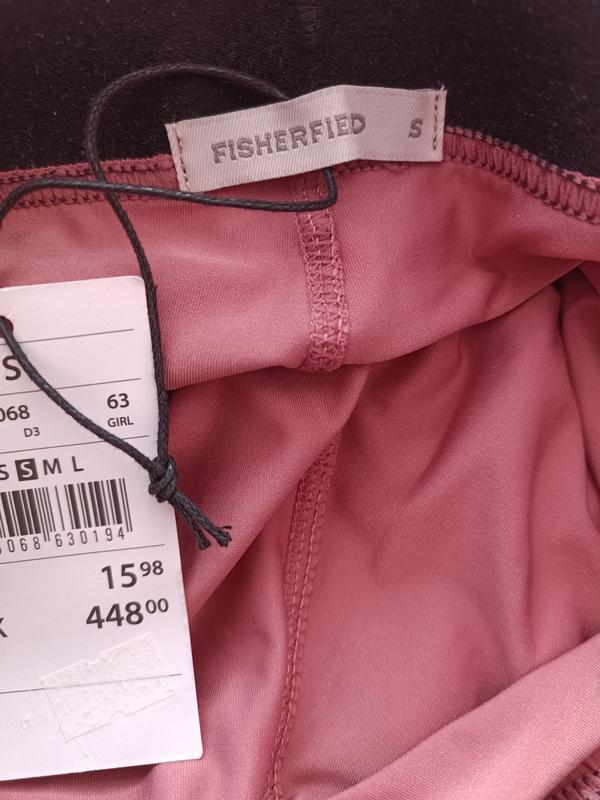 FISHERFIED S
S
068 63
D3 GIRL
S S M L
068 630194
15 98
K 448 00